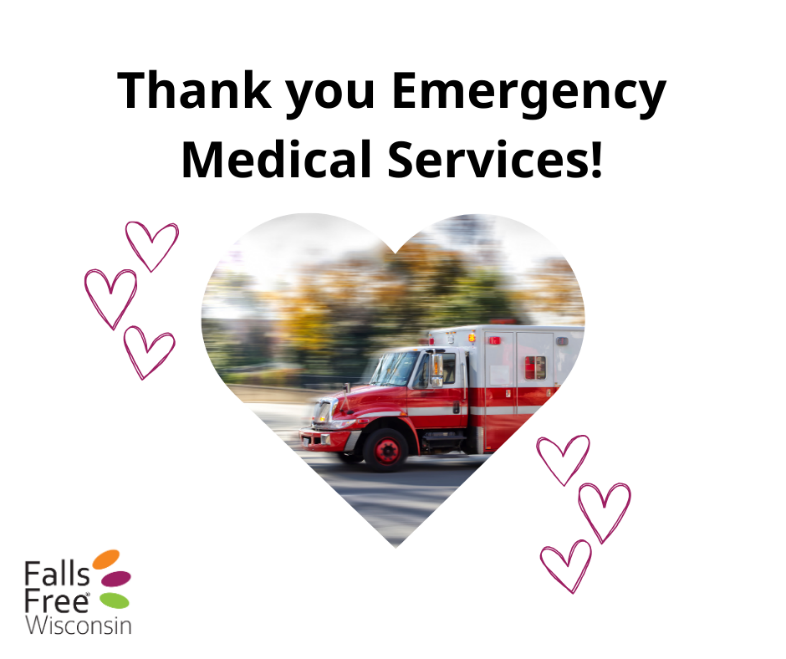 Thank you Emergency
Medical Services!
Falls
Free®
Wisconsin